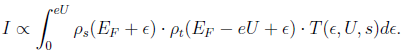 I ∝ ∫₀^{eU} ρ_s(E_F + ϵ) · ρ_t(E_F − eU + ϵ) · T(ϵ, U, s)dϵ.